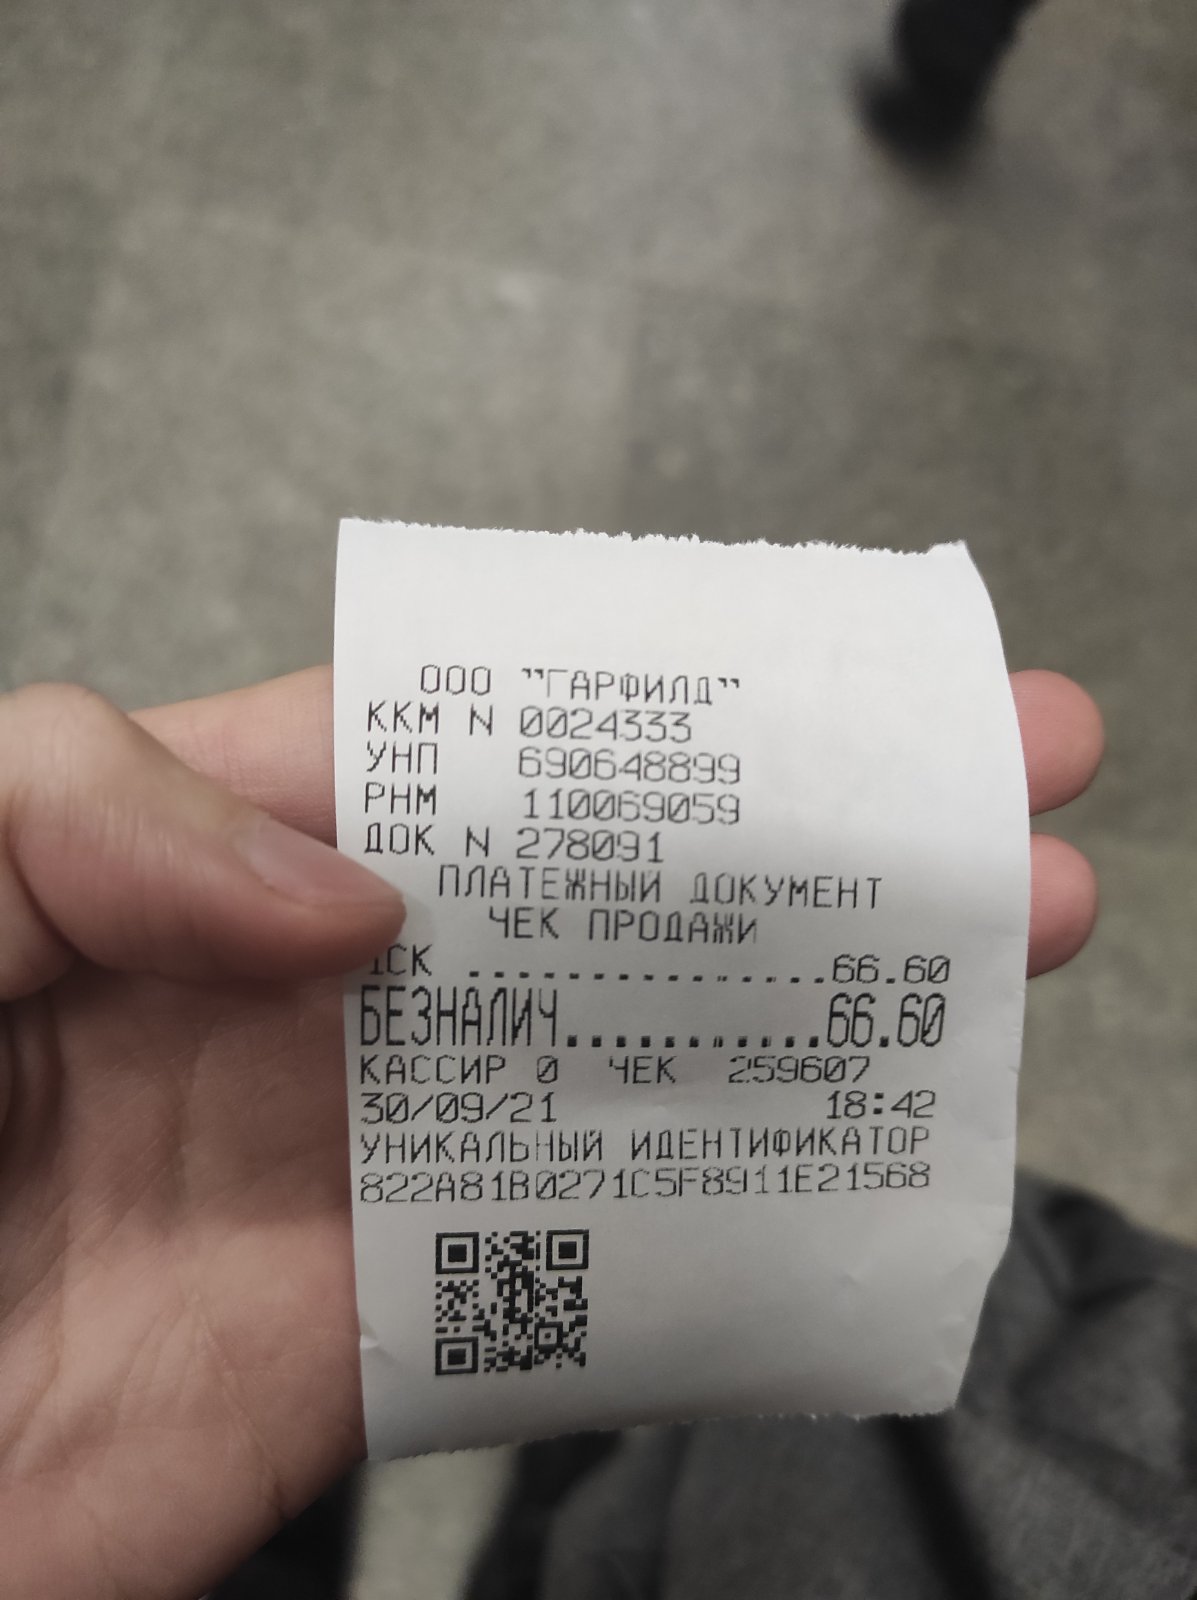 ООО "ГАРФИЛД"
ККМ N 0024333
УНП 690648899
РНМ 110069059
ДОК N 278091
ПЛАТЕЖНЫЙ ДОКУМЕНТ
ЧЕК ПРОДАЖИ
1СК ................66.60
БЕЗНАЛИЧ...........66.60
КАССИР 0 ЧЕК 259607
30/09/21 18:42
УНИКАЛЬНЫЙ ИДЕНТИФИКАТОР
822A81B0271C5F8911E21568